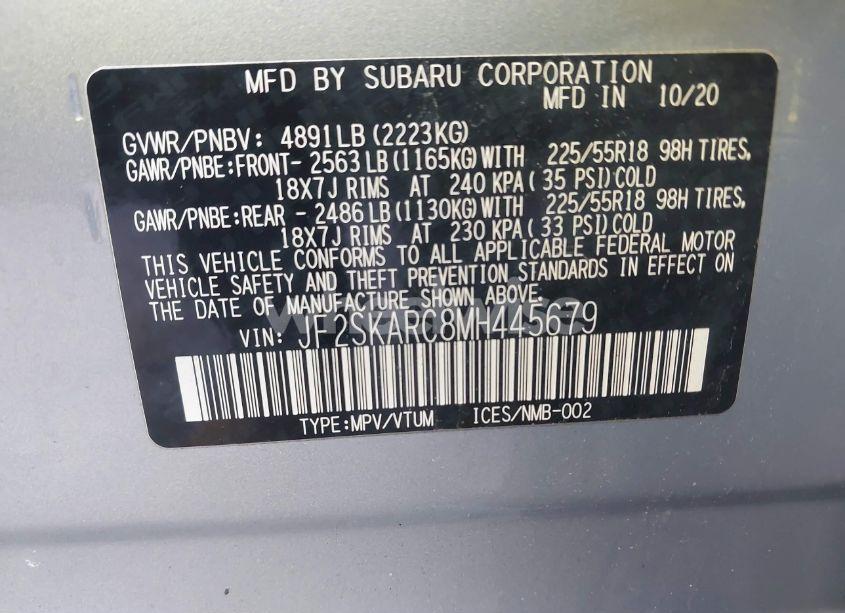 MFD BY SUBARU CORPORATION
MFD IN 10/20
GVWR/PNBV: 4891LB (2223KG)
GAWR/PNBE:FRONT- 2563LB (1165KG) WITH 225/55R18 98H TIRES,
18X7J RIMS AT 240 KPA( 35 PSI)COLD
GAWR/PNBE:REAR - 2486LB (1130KG) WITH 225/55R18 98H TIRES,
18X7J RIMS AT 230 KPA( 33 PSI)COLD
THIS VEHICLE CONFORMS TO ALL APPLICABLE FEDERAL MOTOR
VEHICLE SAFETY AND THEFT PREVENTION STANDARDS IN EFFECT ON
THE DATE OF MANUFACTURE SHOWN ABOVE.
VIN: JF2SKARC8MH445679
TYPE:MPV/VTUM ICES/NMB-002